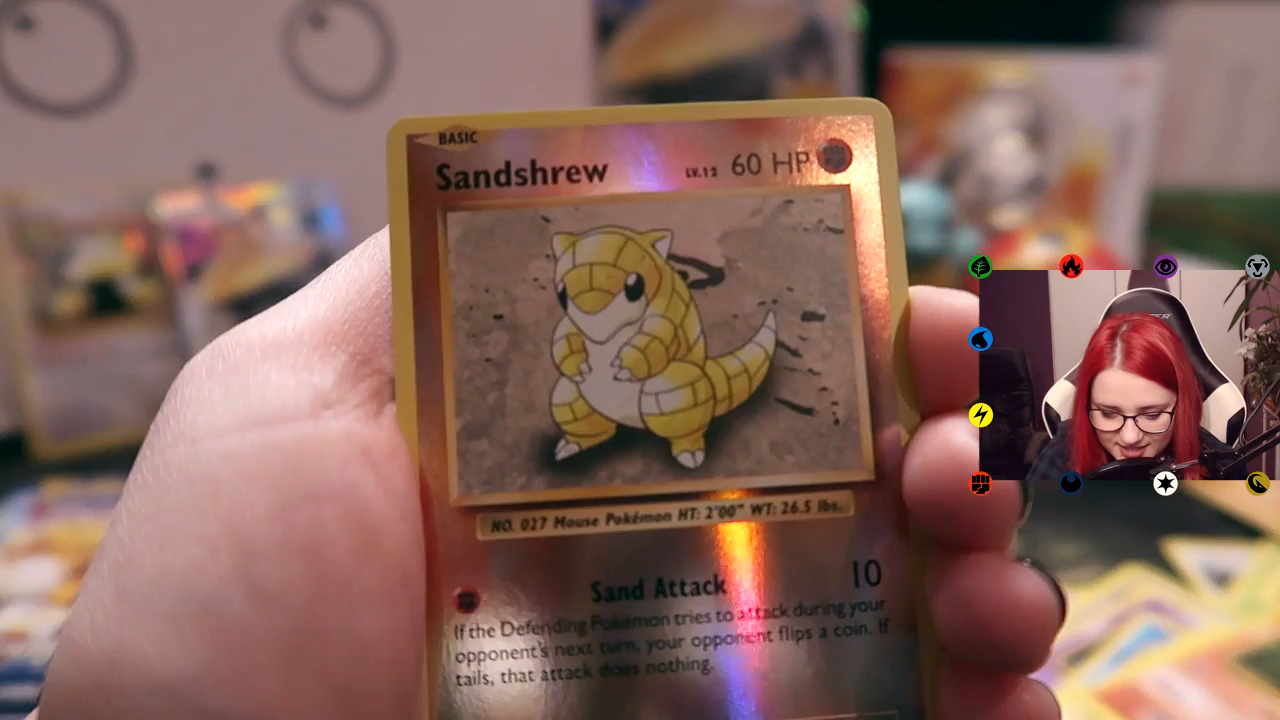 BASIC
Sandshrew LV.12 60 HP
NO. 027 Mouse Pokémon HT: 2'00" WT: 26.5 lbs.
Sand Attack 10
If the Defending Pokémon tries to attack during your
opponent's next turn, your opponent flips a coin. If
tails, that attack does nothing.